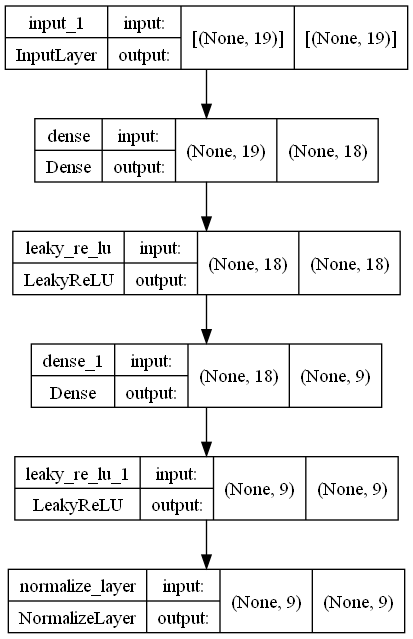 input_1 input: [(None, 19)] [(None, 19)]
InputLayer output:
dense input: (None, 19) (None, 18)
Dense output:
leaky_re_lu input: (None, 18) (None, 18)
LeakyReLU output:
dense_1 input: (None, 18) (None, 9)
Dense output:
leaky_re_lu_1 input: (None, 9) (None, 9)
LeakyReLU output:
normalize_layer input: (None, 9) (None, 9)
NormalizeLayer output: